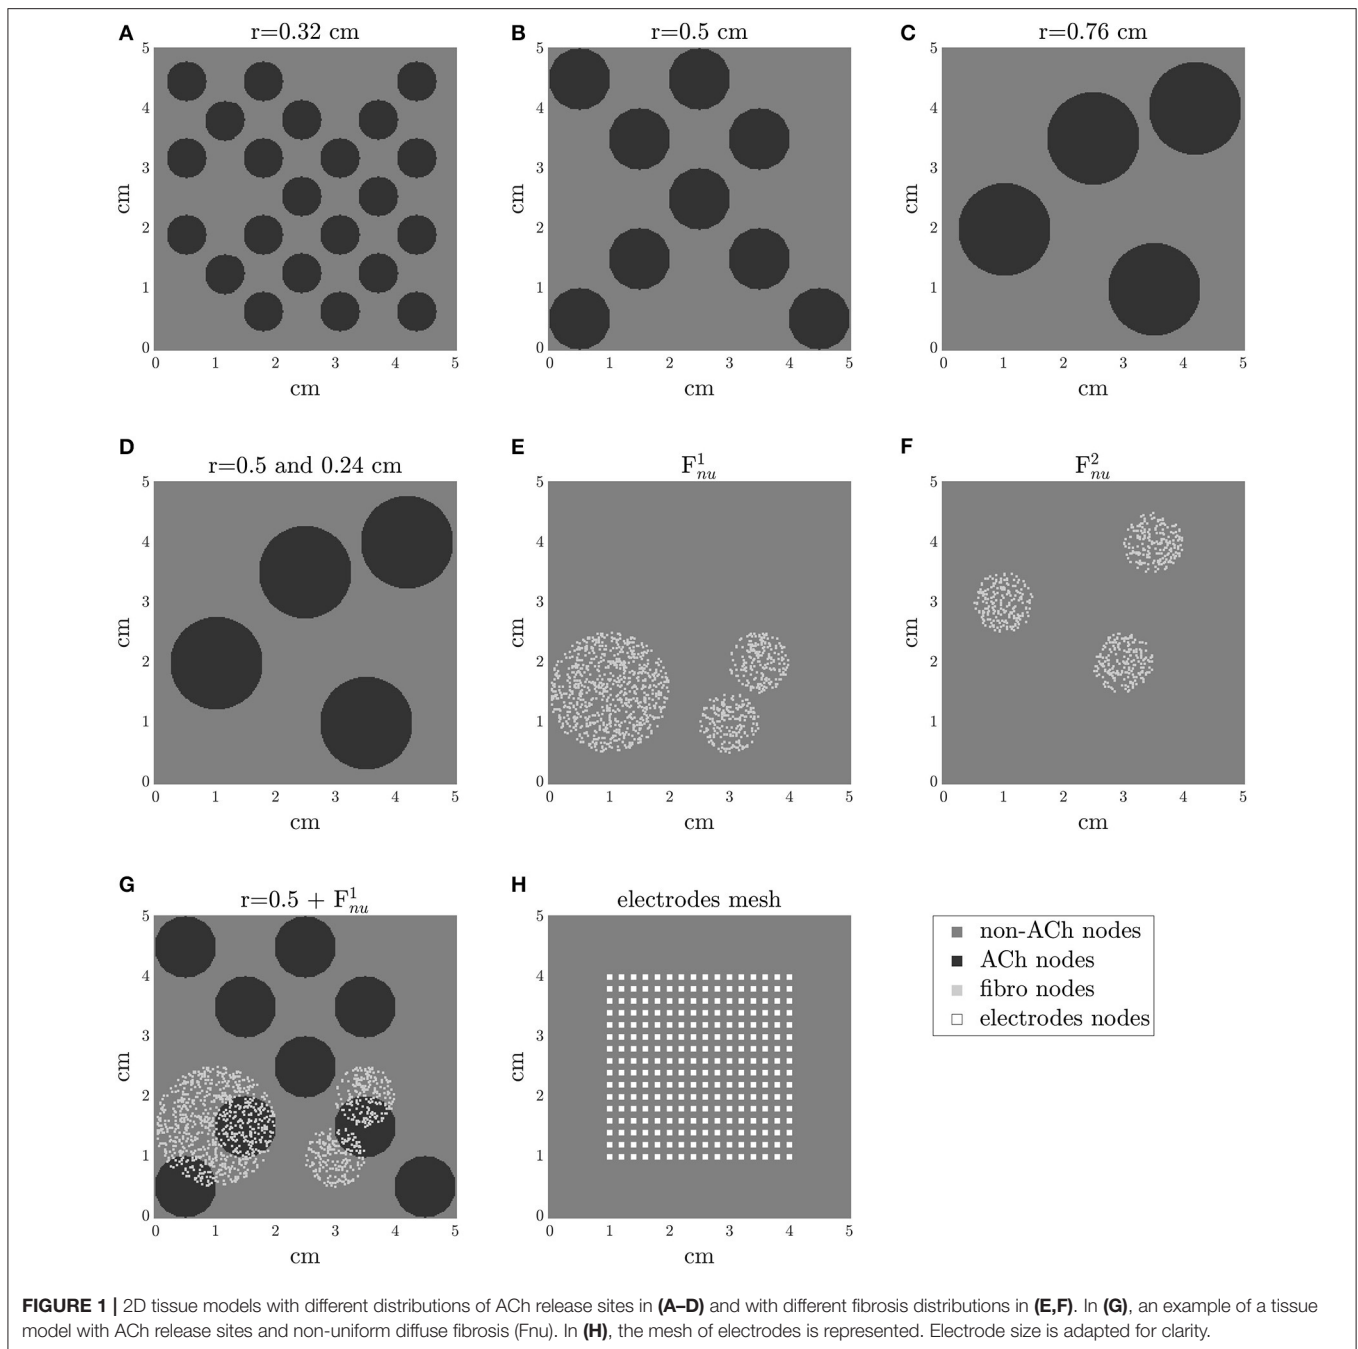 A
r=0.32 cm
5
4
3
2
1
0
cm
0 1 2 3 4 5
cm
B
r=0.5 cm
5
4
3
2
1
0
cm
0 1 2 3 4 5
cm
C
r=0.76 cm
5
4
3
2
1
0
cm
0 1 2 3 4 5
cm
D
r=0.5 and 0.24 cm
5
4
3
2
1
0
cm
0 1 2 3 4 5
cm
E
F¹nu
5
4
3
2
1
0
cm
0 1 2 3 4 5
cm
F
F²nu
5
4
3
2
1
0
cm
0 1 2 3 4 5
cm
G
r=0.5 + F¹nu
5
4
3
2
1
0
cm
0 1 2 3 4 5
cm
H
electrodes mesh
5
4
3
2
1
0
cm
0 1 2 3 4 5
cm
non-ACh nodes
ACh nodes
fibro nodes
electrodes nodes
FIGURE 1 | 2D tissue models with different distributions of ACh release sites in (A–D) and with different fibrosis distributions in (E,F). In (G), an example of a tissue
model with ACh release sites and non-uniform diffuse fibrosis (Fnu). In (H), the mesh of electrodes is represented. Electrode size is adapted for clarity.